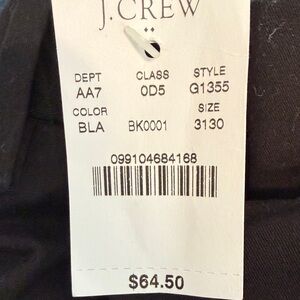 J.CREW
DEPT CLASS STYLE
AA7 0D5 G1355
COLOR SIZE
BLA BK0001 3130
099104684168
$64.50